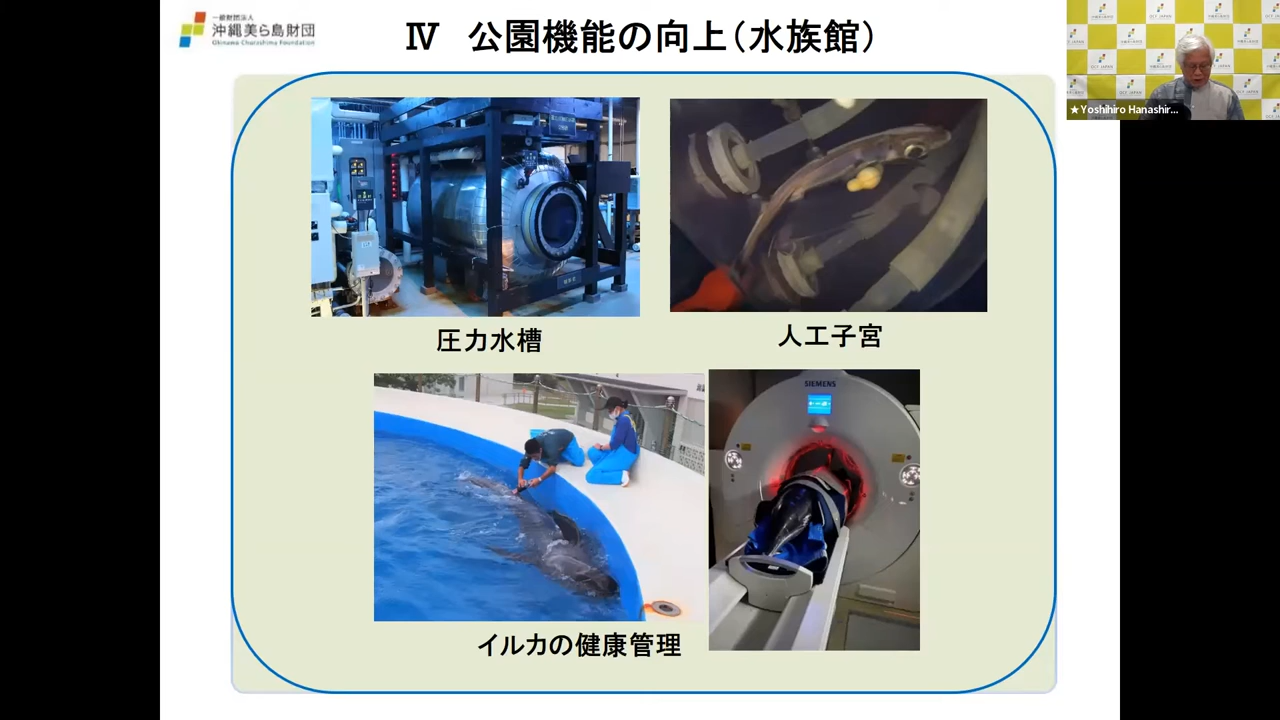 一般財団法人
沖縄美ら島財団
Okinawa Churashima Foundation
Ⅳ 公園機能の向上（水族館）
★Yoshihiro Hanashir...
圧力水槽
人工子宮
SIEMENS
イルカの健康管理